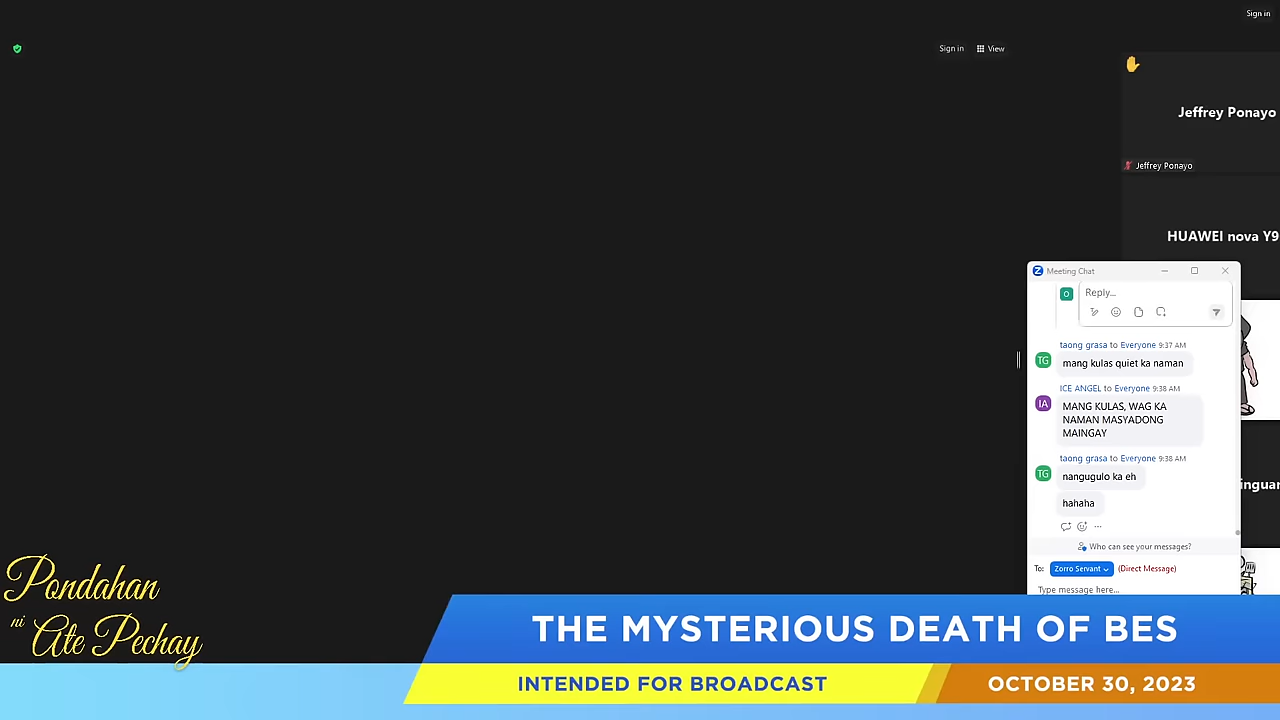 Sign in
Sign in
View
Jeffrey Ponayo
Jeffrey Ponayo
HUAWEI nova Y9
Meeting Chat
O
Reply...
taong grasa to Everyone 9:37 AM
TG
mang kulas quiet ka naman
ICE ANGEL to Everyone 9:38 AM
IA
MANG KULAS, WAG KA
NAMAN MASYADONG
MAINGAY
taong grasa to Everyone 9:38 AM
TG
nangugulo ka eh
hahaha
Who can see your messages?
To: Zorro Servant (Direct Message)
Type message here...
Pondahan
ni
Ate Pechay
THE MYSTERIOUS DEATH OF BES
INTENDED FOR BROADCAST
OCTOBER 30, 2023